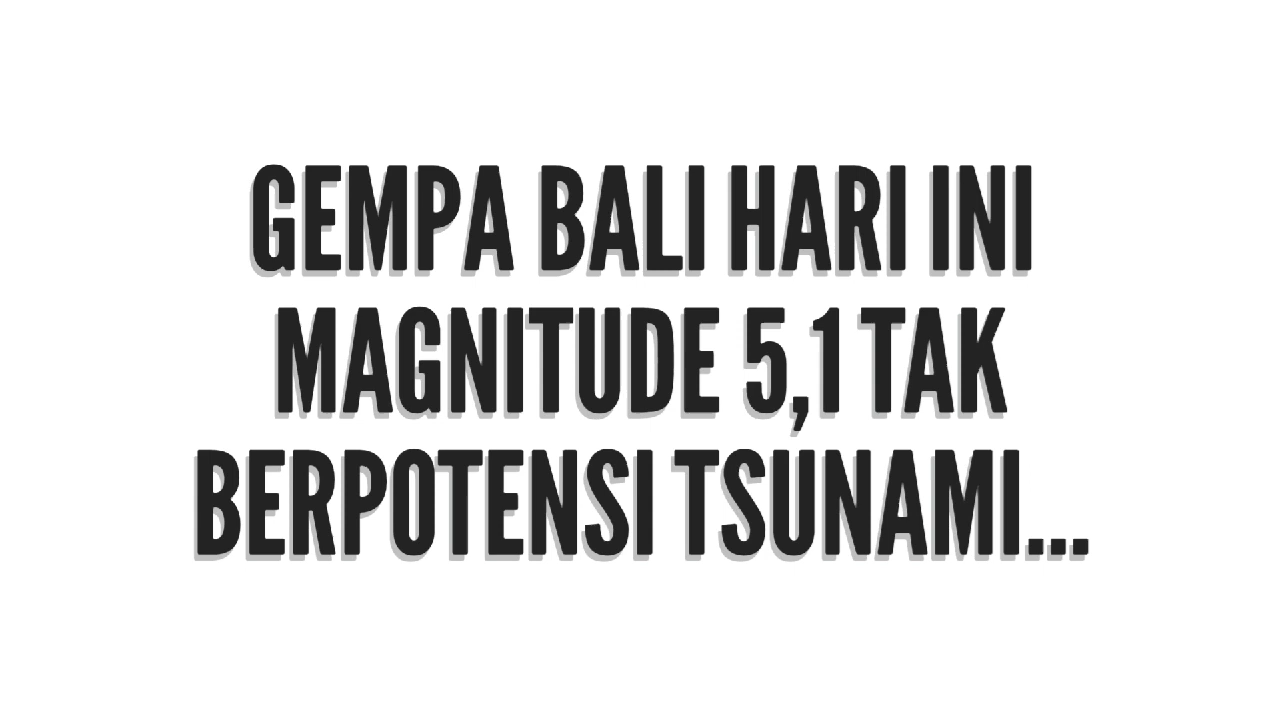 GEMPA BALI HARI INI
MAGNITUDE 5,1 TAK
BERPOTENSI TSUNAMI...